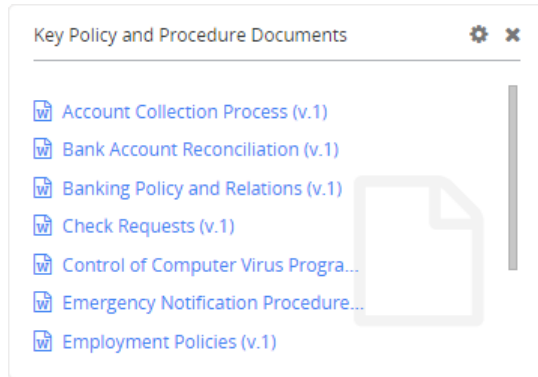 Key Policy and Procedure Documents
Account Collection Process (v.1)
Bank Account Reconciliation (v.1)
Banking Policy and Relations (v.1)
Check Requests (v.1)
Control of Computer Virus Progra...
Emergency Notification Procedure...
Employment Policies (v.1)